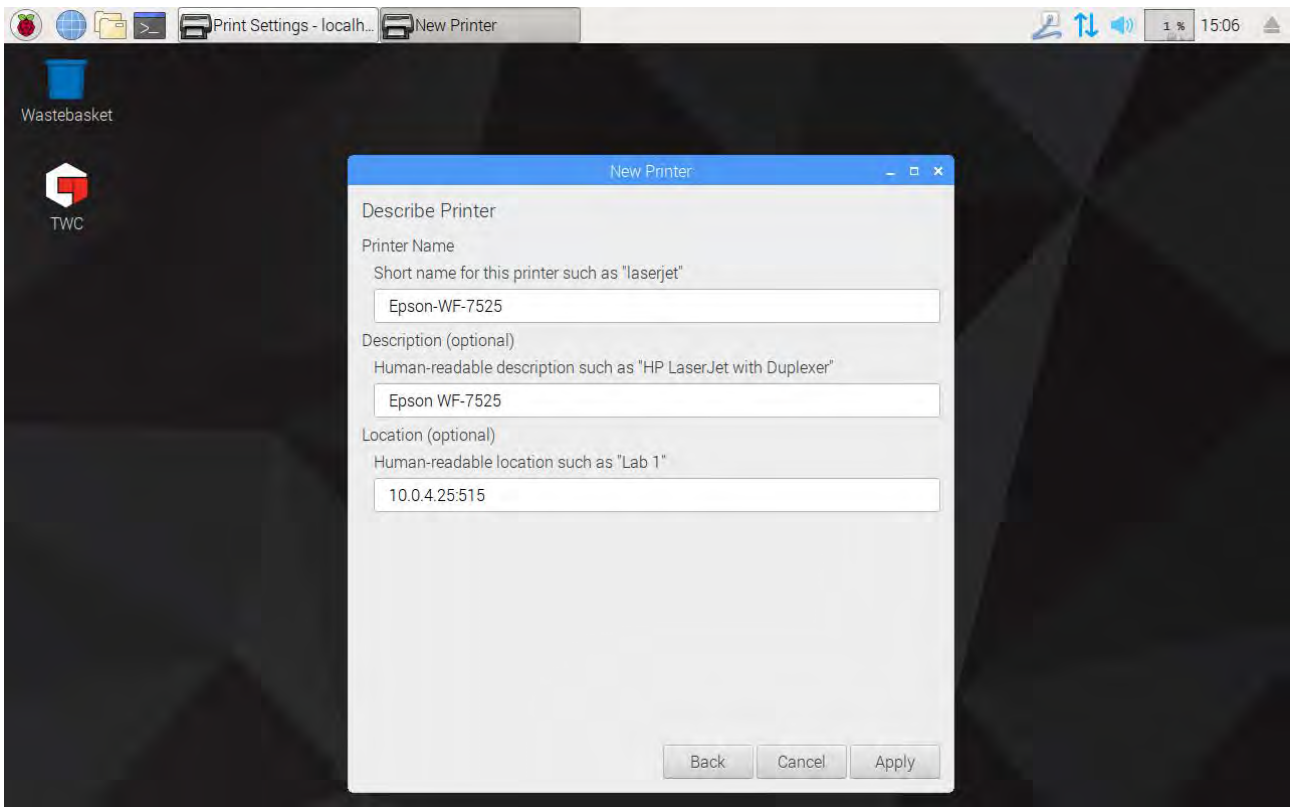 Print Settings - localh... New Printer 1 % 15:06
Wastebasket
TWC
New Printer
Describe Printer
Printer Name
Short name for this printer such as "laserjet"
Epson-WF-7525
Description (optional)
Human-readable description such as "HP LaserJet with Duplexer"
Epson WF-7525
Location (optional)
Human-readable location such as "Lab 1"
10.0.4.25:515
Back Cancel Apply